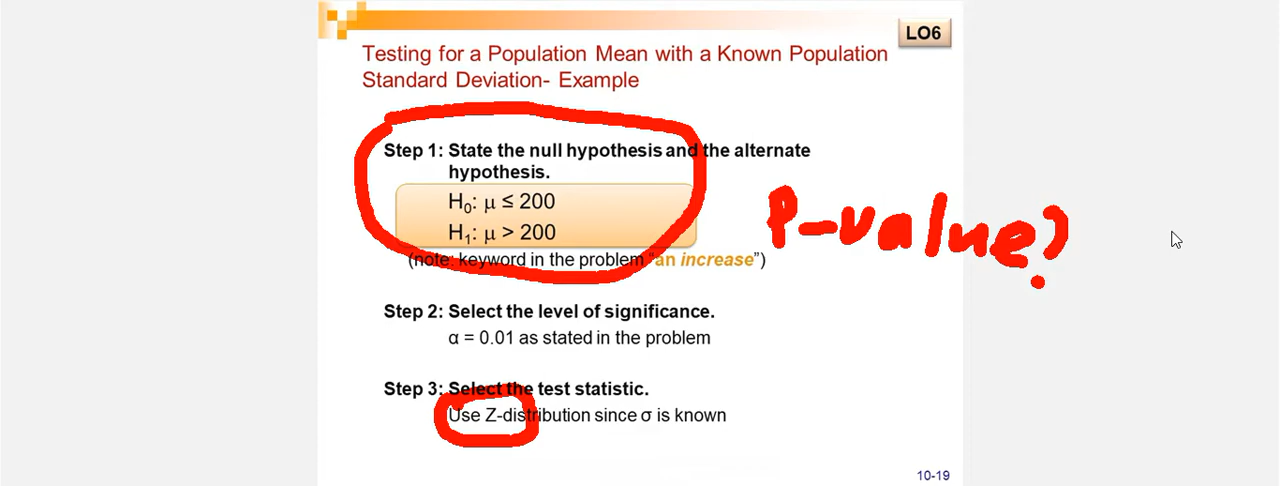 LO6
Testing for a Population Mean with a Known Population
Standard Deviation- Example
Step 1: State the null hypothesis and the alternate
hypothesis.
H₀: μ ≤ 200
H₁: μ > 200
(note: keyword in the problem “an increase”)
P-value?
Step 2: Select the level of significance.
α = 0.01 as stated in the problem
Step 3: Select the test statistic.
Use Z-distribution since σ is known
10-19